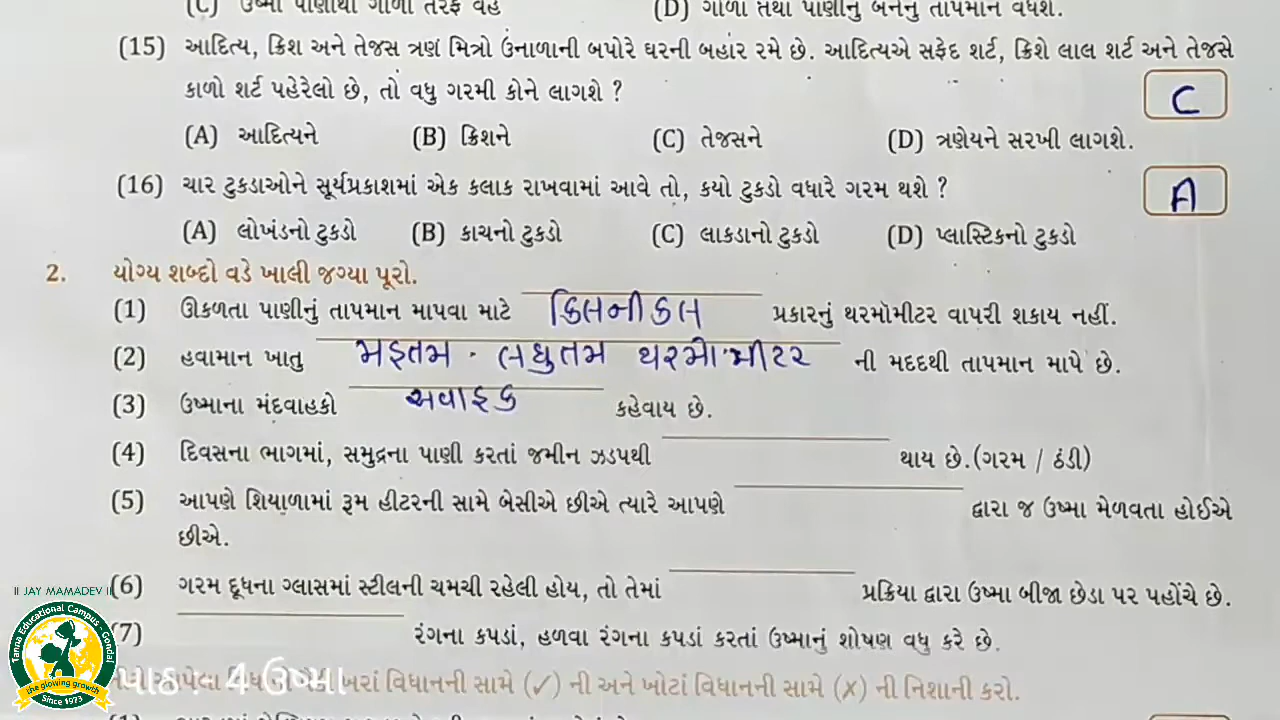 (C) ઉષ્મા પાણીથી ગોળા તરફ વહે (D) ગોળા તથા પાણીનું બંનેનું તાપમાન વધશે.
(15) આદિત્ય, ક્રિશ અને તેજસ ત્રણ મિત્રો ઉનાળાની બપોરે ઘરની બહાર રમે છે. આદિત્યએ સફેદ શર્ટ, ક્રિશે લાલ શર્ટ અને તેજસે
કાળો શર્ટ પહેરેલો છે, તો વધુ ગરમી કોને લાગશે ? C
(A) આદિત્યને (B) ક્રિશને (C) તેજસને (D) ત્રણેયને સરખી લાગશે.
(16) ચાર ટુકડાઓને સૂર્યપ્રકાશમાં એક કલાક રાખવામાં આવે તો, કયો ટુકડો વધારે ગરમ થશે ? A
(A) લોખંડનો ટુકડો (B) કાચનો ટુકડો (C) લાકડાનો ટુકડો (D) પ્લાસ્ટિકનો ટુકડો
2. યોગ્ય શબ્દો વડે ખાલી જગ્યા પૂરો.
(1) ઊકળતા પાણીનું તાપમાન માપવા માટે ક્લિનીકલ પ્રકારનું થરમૉમીટર વાપરી શકાય નહીં.
(2) હવામાન ખાતુ મહતમ - લઘુતમ થરમોમીટર ની મદદથી તાપમાન માપે છે.
(3) ઉષ્માના મંદવાહકો અવાહક કહેવાય છે.
(4) દિવસના ભાગમાં, સમુદ્રના પાણી કરતાં જમીન ઝડપથી થાય છે.(ગરમ / ઠંડી)
(5) આપણે શિયાળામાં રૂમ હીટરની સામે બેસીએ છીએ ત્યારે આપણે દ્વારા જ ઉષ્મા મેળવતા હોઈએ
છીએ.
(6) ગરમ દૂધના ગ્લાસમાં સ્ટીલની ચમચી રહેલી હોય, તો તેમાં પ્રક્રિયા દ્વારા ઉષ્મા બીજા છેડા પર પહોંચે છે.
(7) રંગના કપડાં, હળવા રંગના કપડાં કરતાં ઉષ્માનું શોષણ વધુ કરે છે.
ખરાં વિધાનની સામે (✓) ની અને ખોટાં વિધાનની સામે (✗) ની નિશાની કરો.
પાઠ - 4 ઉષ્મા
II JAY MAMADEV II
Tanna Educational Campus - Gondal
the glowing growth
Since 1973